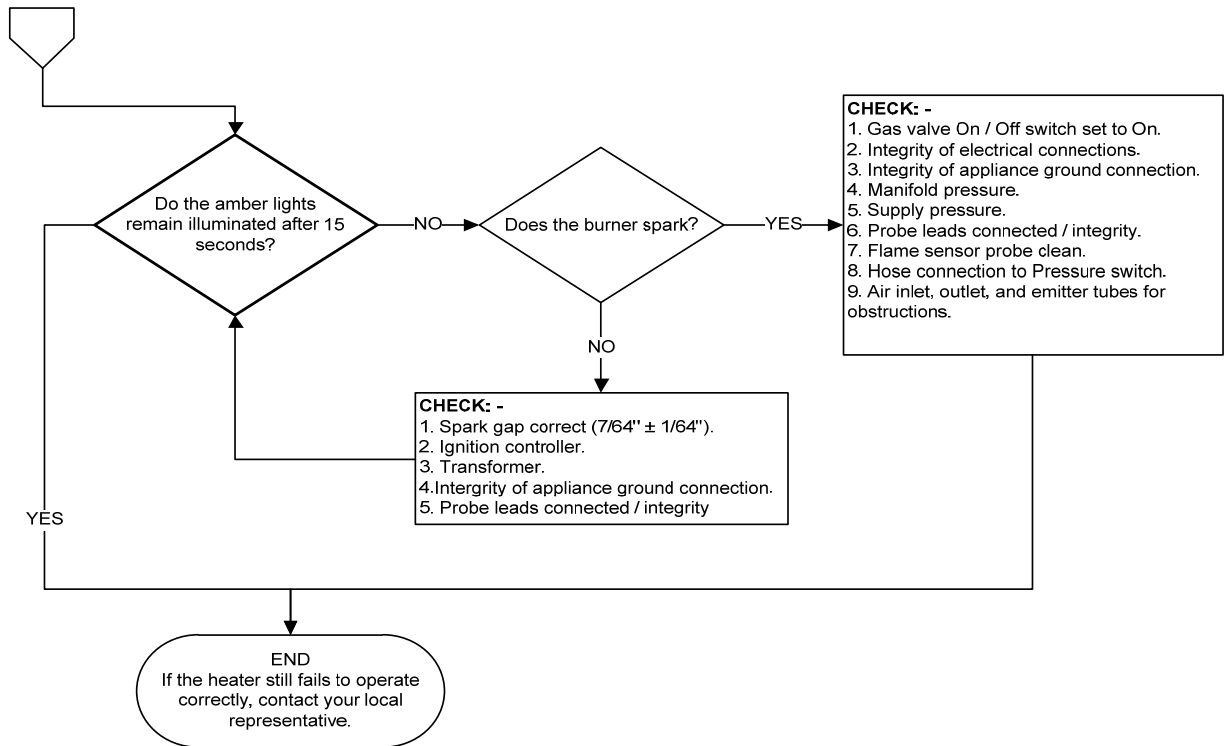 Do the amber lights
remain illuminated after 15
seconds?
NO
Does the burner spark?
YES
CHECK: -
1. Gas valve On / Off switch set to On.
2. Integrity of electrical connections.
3. Integrity of appliance ground connection.
4. Manifold pressure.
5. Supply pressure.
6. Probe leads connected / integrity.
7. Flame sensor probe clean.
8. Hose connection to Pressure switch.
9. Air inlet, outlet, and emitter tubes for
obstructions.
NO
CHECK: -
1. Spark gap correct (7/64" ± 1/64").
2. Ignition controller.
3. Transformer.
4.Intergrity of appliance ground connection.
5. Probe leads connected / integrity
YES
END
If the heater still fails to operate
correctly, contact your local
representative.